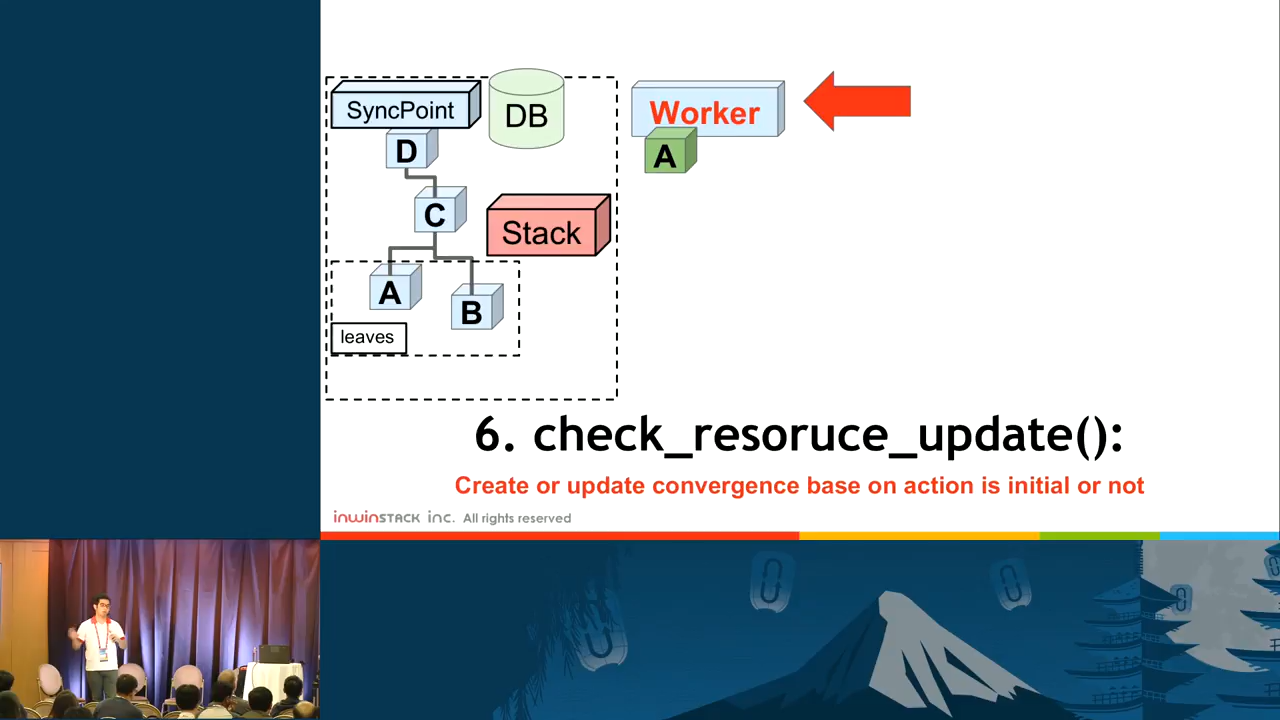 SyncPoint
DB
Worker
D
A
C
Stack
A
B
leaves
6. check_resoruce_update():
Create or update convergence base on action is initial or not
inwinSTACK inc. All rights reserved